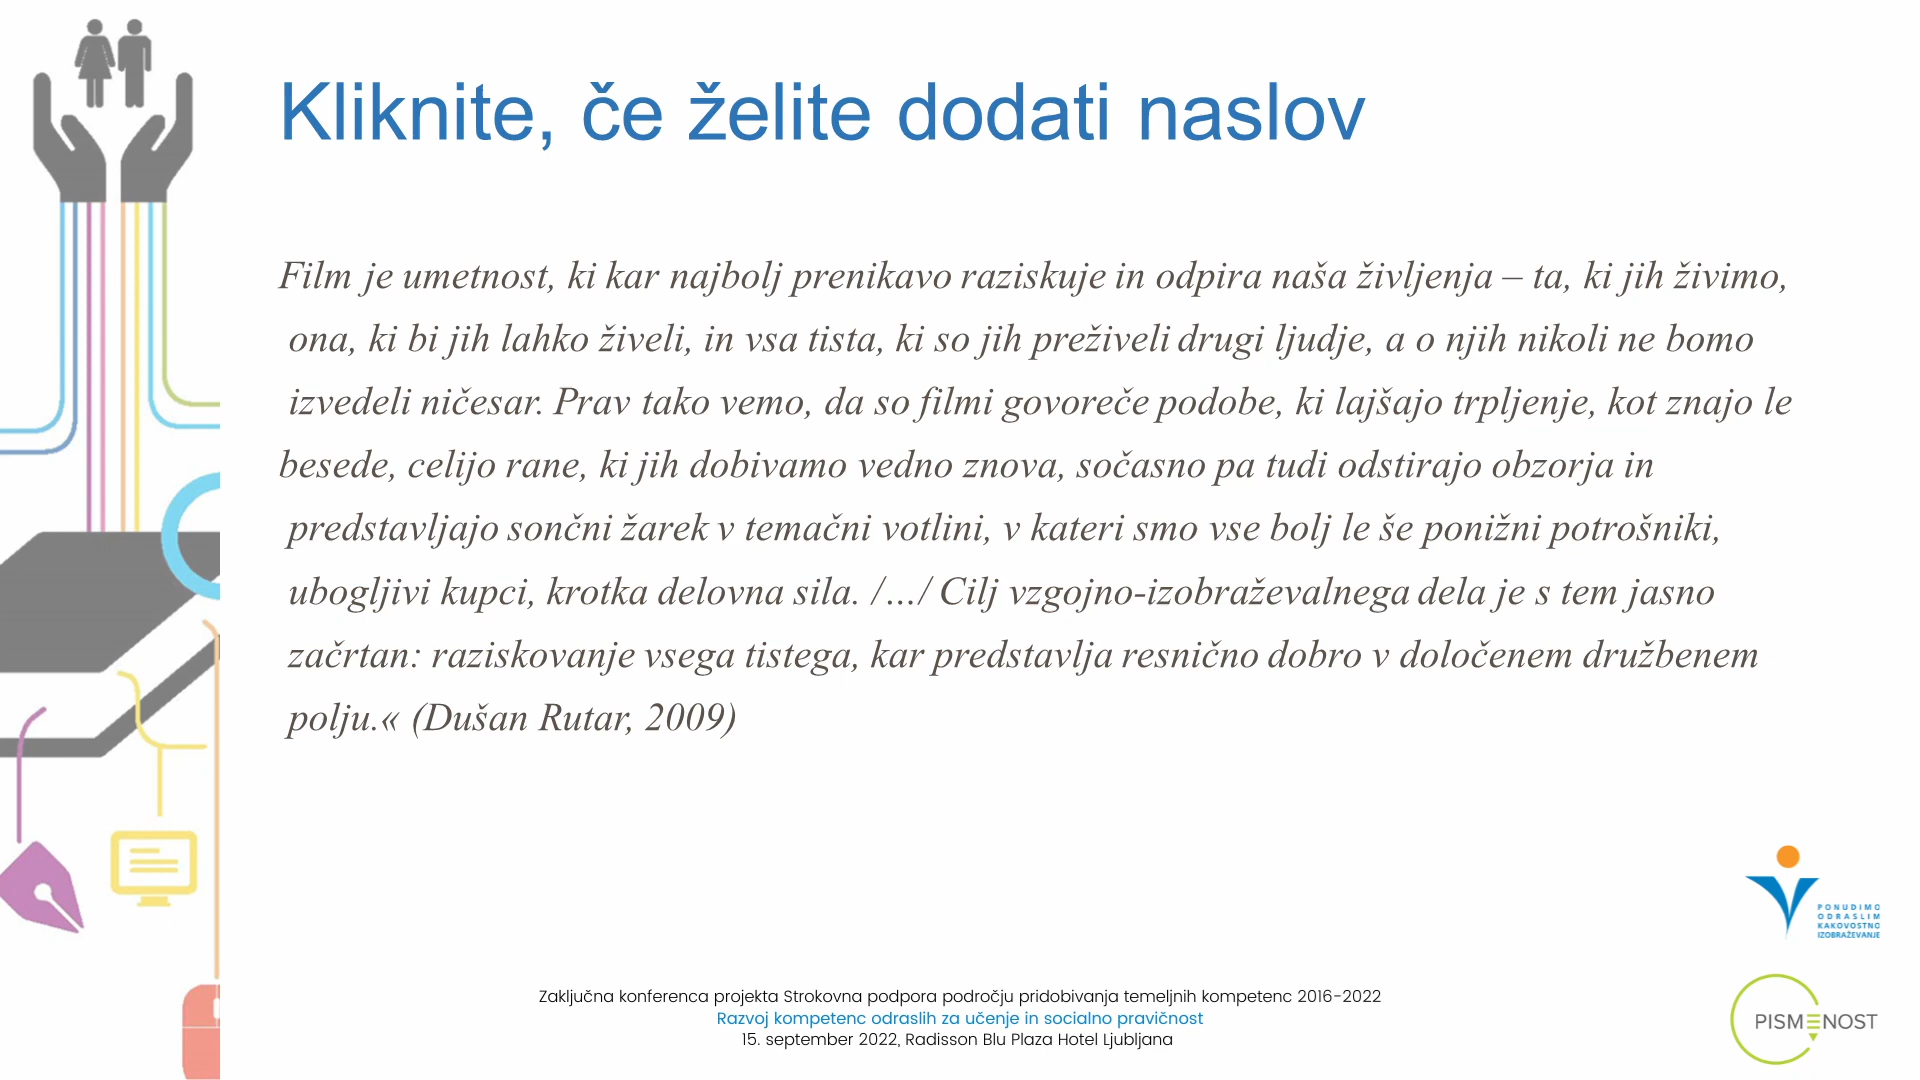 Kliknite, če želite dodati naslov
Film je umetnost, ki kar najbolj prenikavo raziskuje in odpira naša življenja – ta, ki jih živimo,
ona, ki bi jih lahko živeli, in vsa tista, ki so jih preživeli drugi ljudje, a o njih nikoli ne bomo
izvedeli ničesar. Prav tako vemo, da so filmi govoreče podobe, ki lajšajo trpljenje, kot znajo le
besede, celijo rane, ki jih dobivamo vedno znova, sočasno pa tudi odstirajo obzorja in
predstavljajo sončni žarek v temačni votlini, v kateri smo vse bolj le še ponižni potrošniki,
ubogljivi kupci, krotka delovna sila. /…/ Cilj vzgojno-izobraževalnega dela je s tem jasno
začrtan: raziskovanje vsega tistega, kar predstavlja resnično dobro v določenem družbenem
polju.« (Dušan Rutar, 2009)
PONUDIMO
ODRASLIM
KAKOVOSTNO
IZOBRAŽEVANJE
Zaključna konferenca projekta Strokovna podpora področju pridobivanja temeljnih kompetenc 2016-2022
Razvoj kompetenc odraslih za učenje in socialno pravičnost
15. september 2022, Radisson Blu Plaza Hotel Ljubljana
PISMENOST